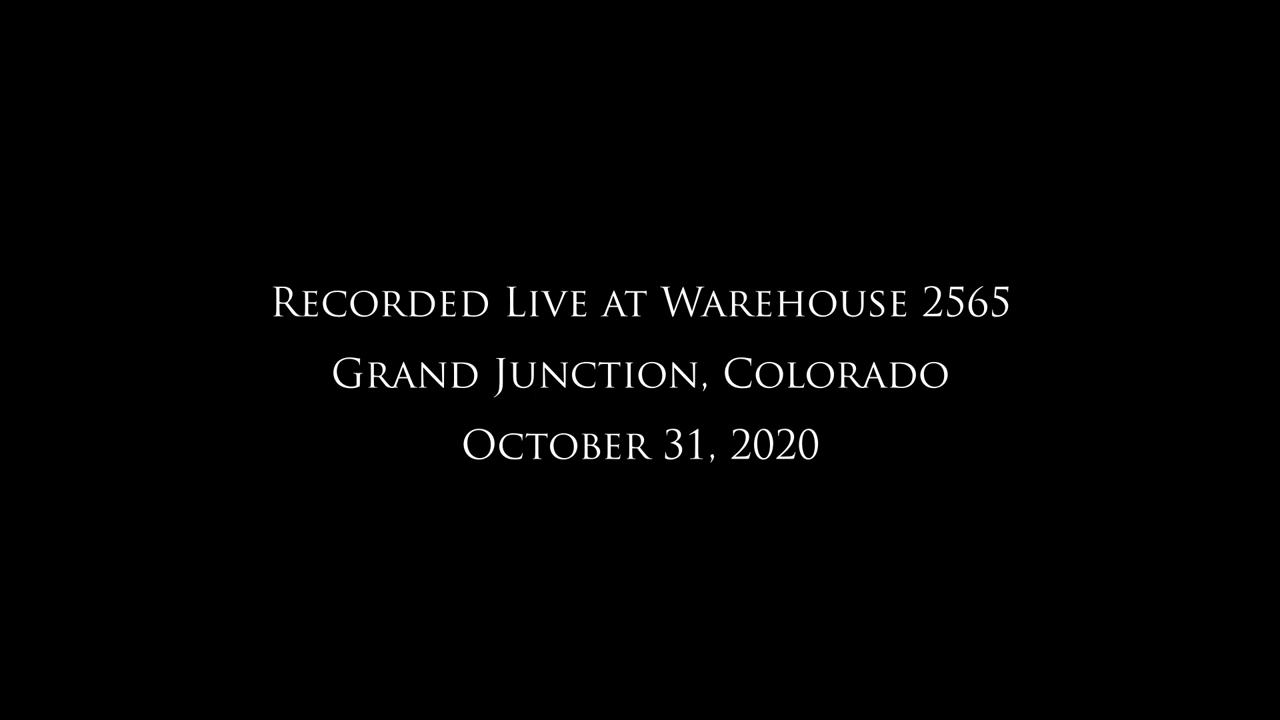 Recorded Live at Warehouse 2565
Grand Junction, Colorado
October 31, 2020